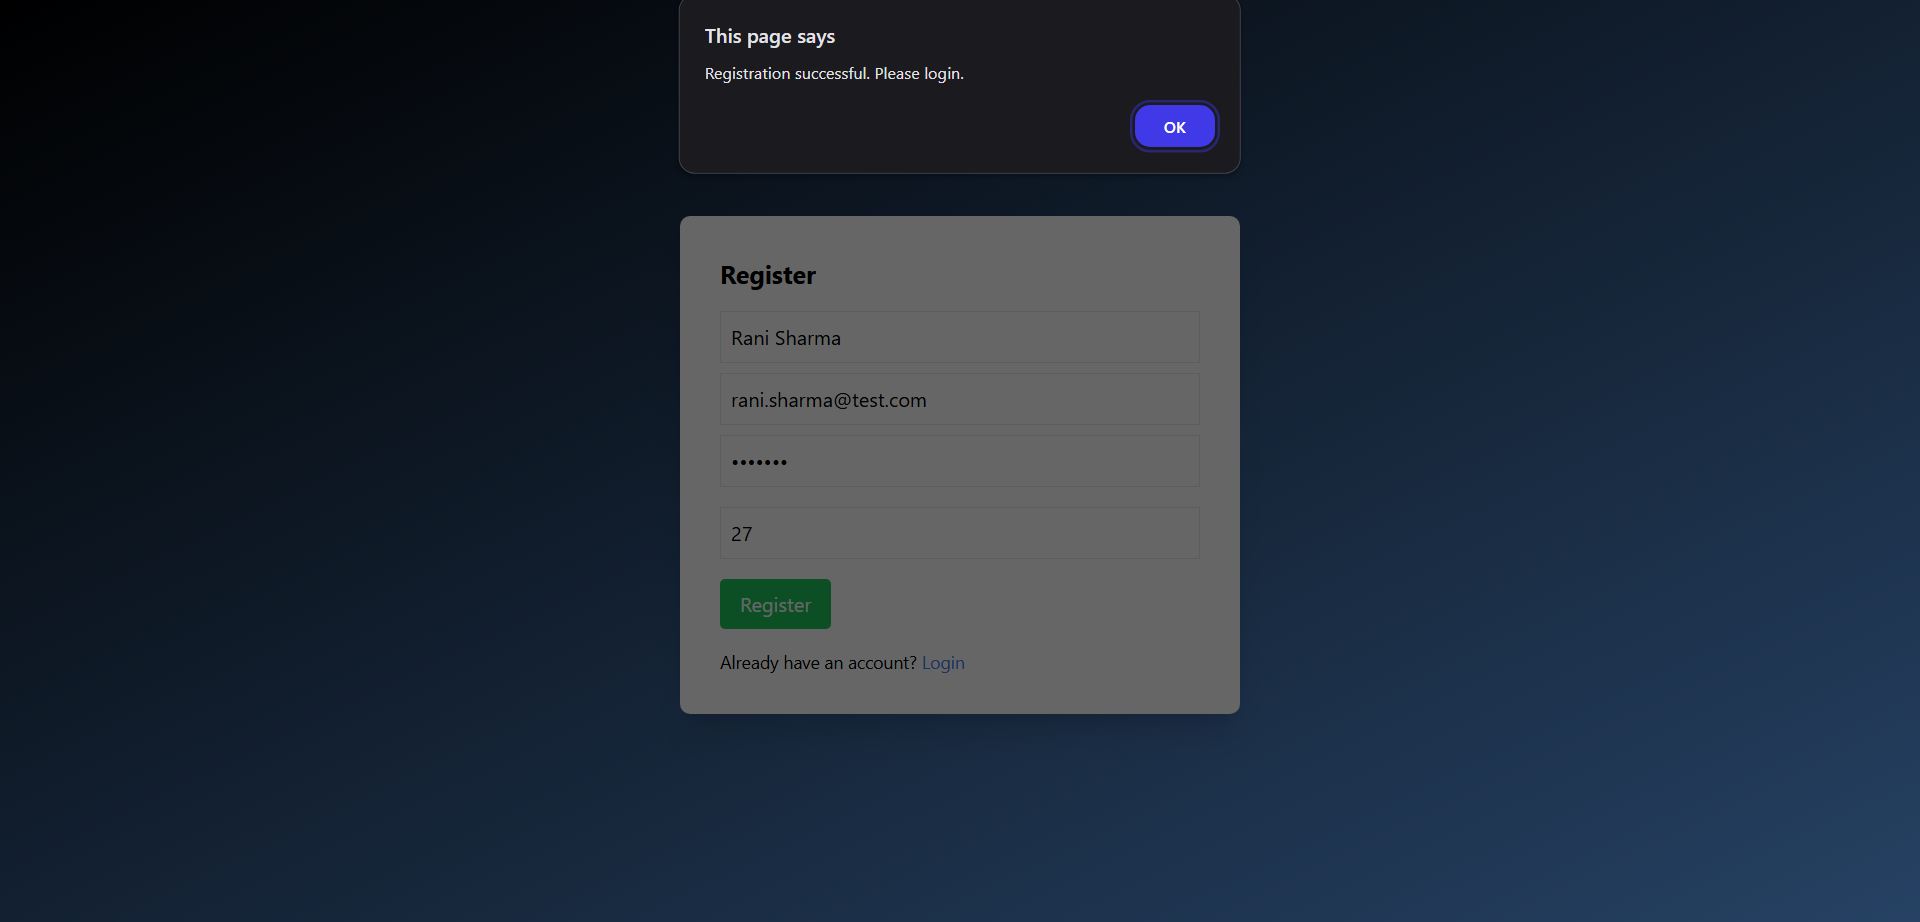 This page says
Registration successful. Please login.
OK
Register
Rani Sharma
rani.sharma@test.com
•••••••
27
Register
Already have an account? Login